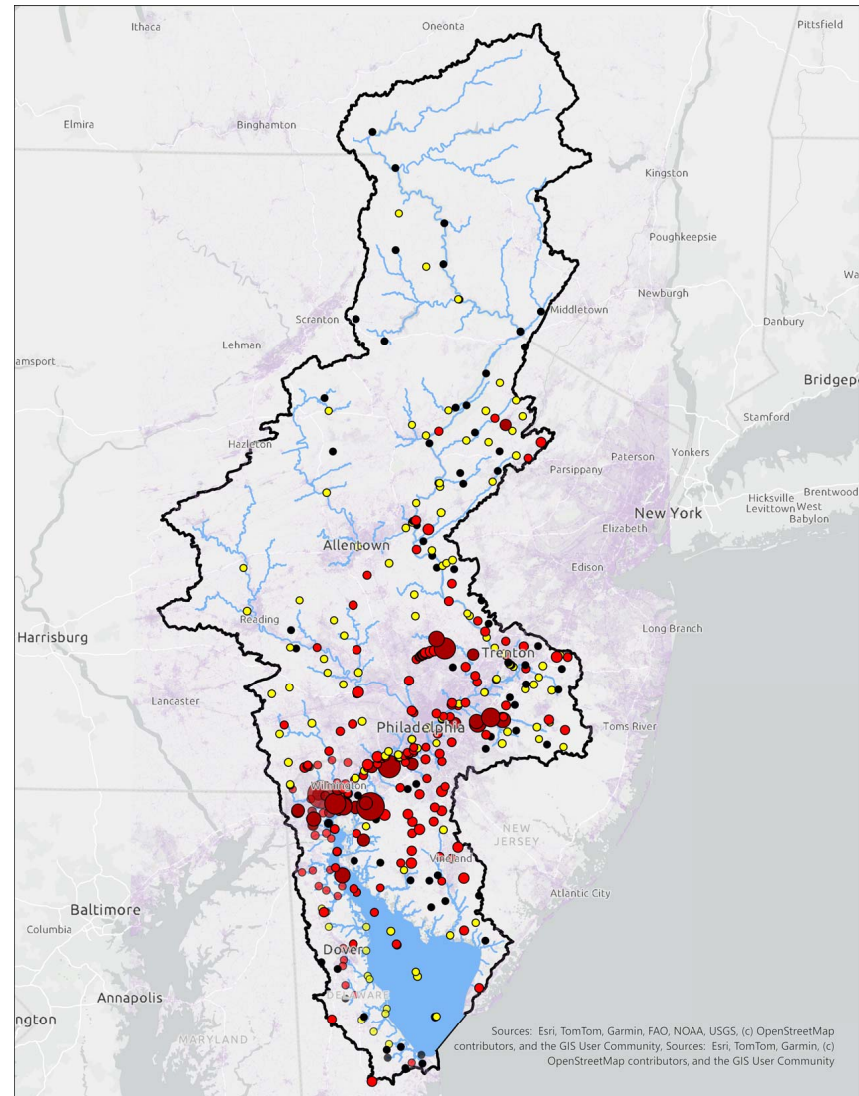 Ithaca
Oneonta
Pittsfield
Elmira
Binghamton
Kingston
Poughkeepsie
Wa
Newburgh
Middletown
Scranton
Danbury
Lehman
amsport
Bridgep
Stamford
Hazleton
Yonkers
Paterson
Parsippany
Hicksville
Brentwood
Levittown
West
Babylon
New York
Elizabeth
Allentown
Edison
Reading
Long Branch
Harrisburg
Trenton
Lancaster
Philadelphia
Toms River
Wilmington
NEW
JERSEY
Vineland
Atlantic City
Baltimore
Columbia
Dover
Annapolis
DELAWARE
ngton
MARYLAND
Sources: Esri, TomTom, Garmin, FAO, NOAA, USGS, (c) OpenStreetMap
contributors, and the GIS User Community, Sources: Esri, TomTom, Garmin, (c)
OpenStreetMap contributors, and the GIS User Community